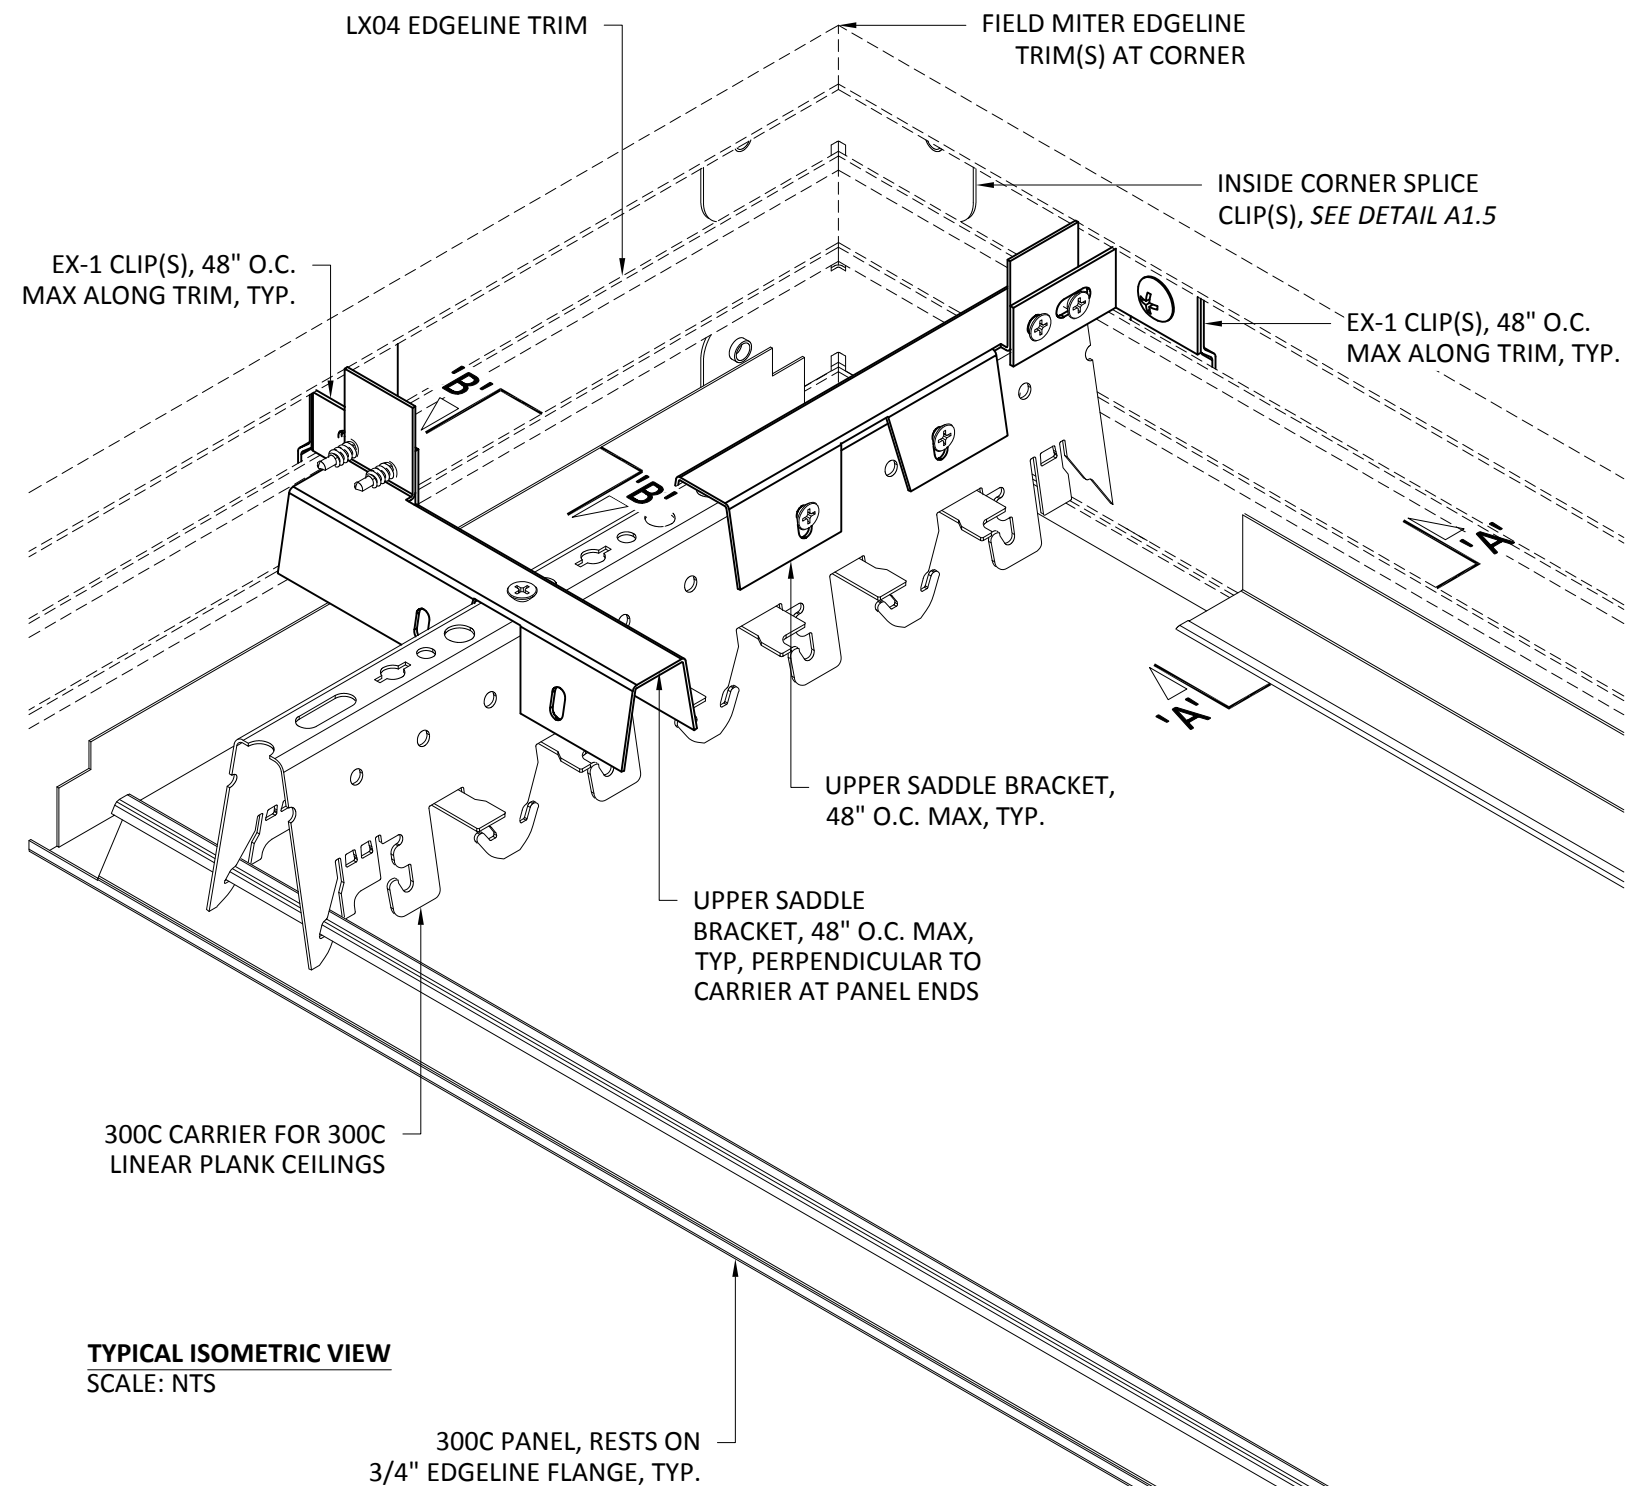 LX04 EDGELINE TRIM
FIELD MITER EDGELINE
TRIM(S) AT CORNER
INSIDE CORNER SPLICE
CLIP(S), SEE DETAIL A1.5
EX-1 CLIP(S), 48" O.C.
MAX ALONG TRIM, TYP.
EX-1 CLIP(S), 48" O.C.
MAX ALONG TRIM, TYP.
'B'
'B'
'A'
'A'
UPPER SADDLE BRACKET,
48" O.C. MAX, TYP.
UPPER SADDLE
BRACKET, 48" O.C. MAX,
TYP, PERPENDICULAR TO
CARRIER AT PANEL ENDS
300C CARRIER FOR 300C
LINEAR PLANK CEILINGS
TYPICAL ISOMETRIC VIEW
SCALE: NTS
300C PANEL, RESTS ON
3/4" EDGELINE FLANGE, TYP.